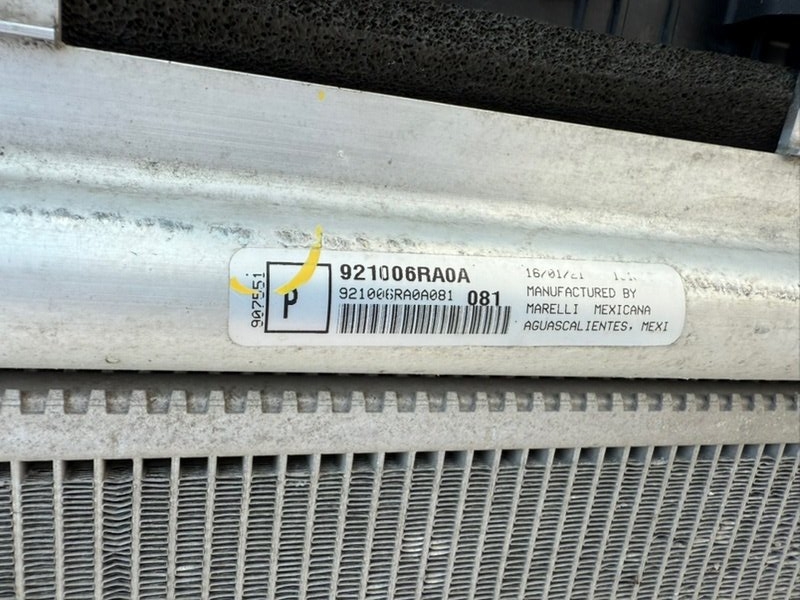 907551
P
921006RA0A
921006RA0A081 081
16/01/21
MANUFACTURED BY
MARELLI MEXICANA
AGUASCALIENTES, MEXI